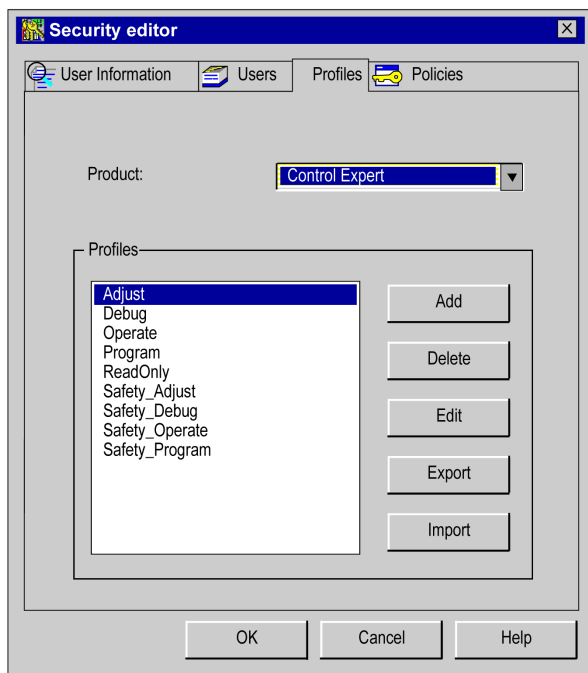 Security editor
User Information
Users
Profiles
Policies
Product:
Control Expert
Profiles
Adjust
Debug
Operate
Program
ReadOnly
Safety_Adjust
Safety_Debug
Safety_Operate
Safety_Program
Add
Delete
Edit
Export
Import
OK
Cancel
Help